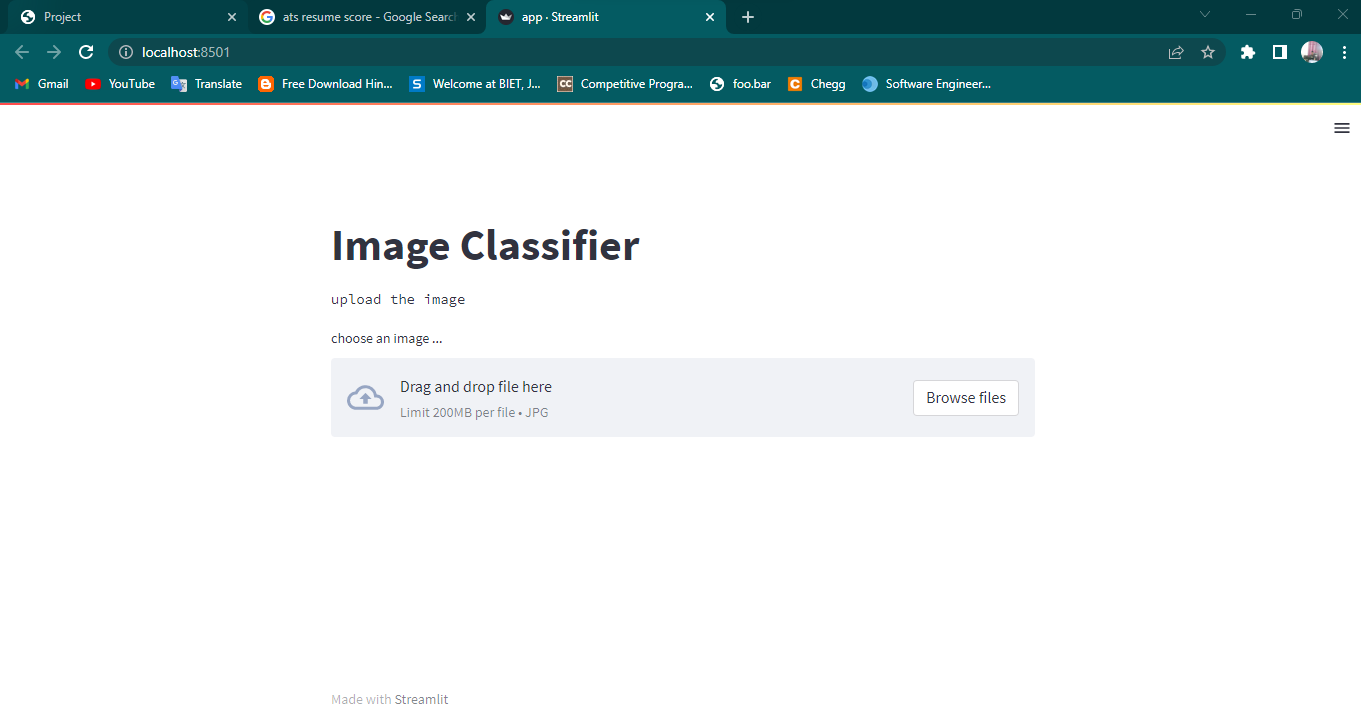 Project
ats resume score - Google Search
app · Streamlit
localhost:8501
Gmail
YouTube
Translate
Free Download Hin...
Welcome at BIET, J...
Competitive Progra...
foo.bar
Chegg
Software Engineer...
Image Classifier
upload the image
choose an image ...
Drag and drop file here
Limit 200MB per file • JPG
Browse files
Made with Streamlit